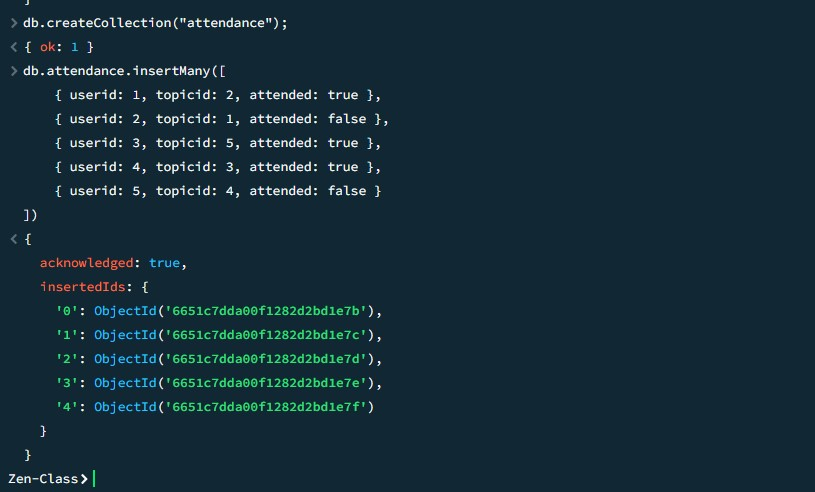 }
> db.createCollection("attendance");
< { ok: 1 }
> db.attendance.insertMany([
    { userid: 1, topicid: 2, attended: true },
    { userid: 2, topicid: 1, attended: false },
    { userid: 3, topicid: 5, attended: true },
    { userid: 4, topicid: 3, attended: true },
    { userid: 5, topicid: 4, attended: false }
])
< {
  acknowledged: true,
  insertedIds: {
    '0': ObjectId('6651c7dda00f1282d2bd1e7b'),
    '1': ObjectId('6651c7dda00f1282d2bd1e7c'),
    '2': ObjectId('6651c7dda00f1282d2bd1e7d'),
    '3': ObjectId('6651c7dda00f1282d2bd1e7e'),
    '4': ObjectId('6651c7dda00f1282d2bd1e7f')
  }
}
Zen-Class>